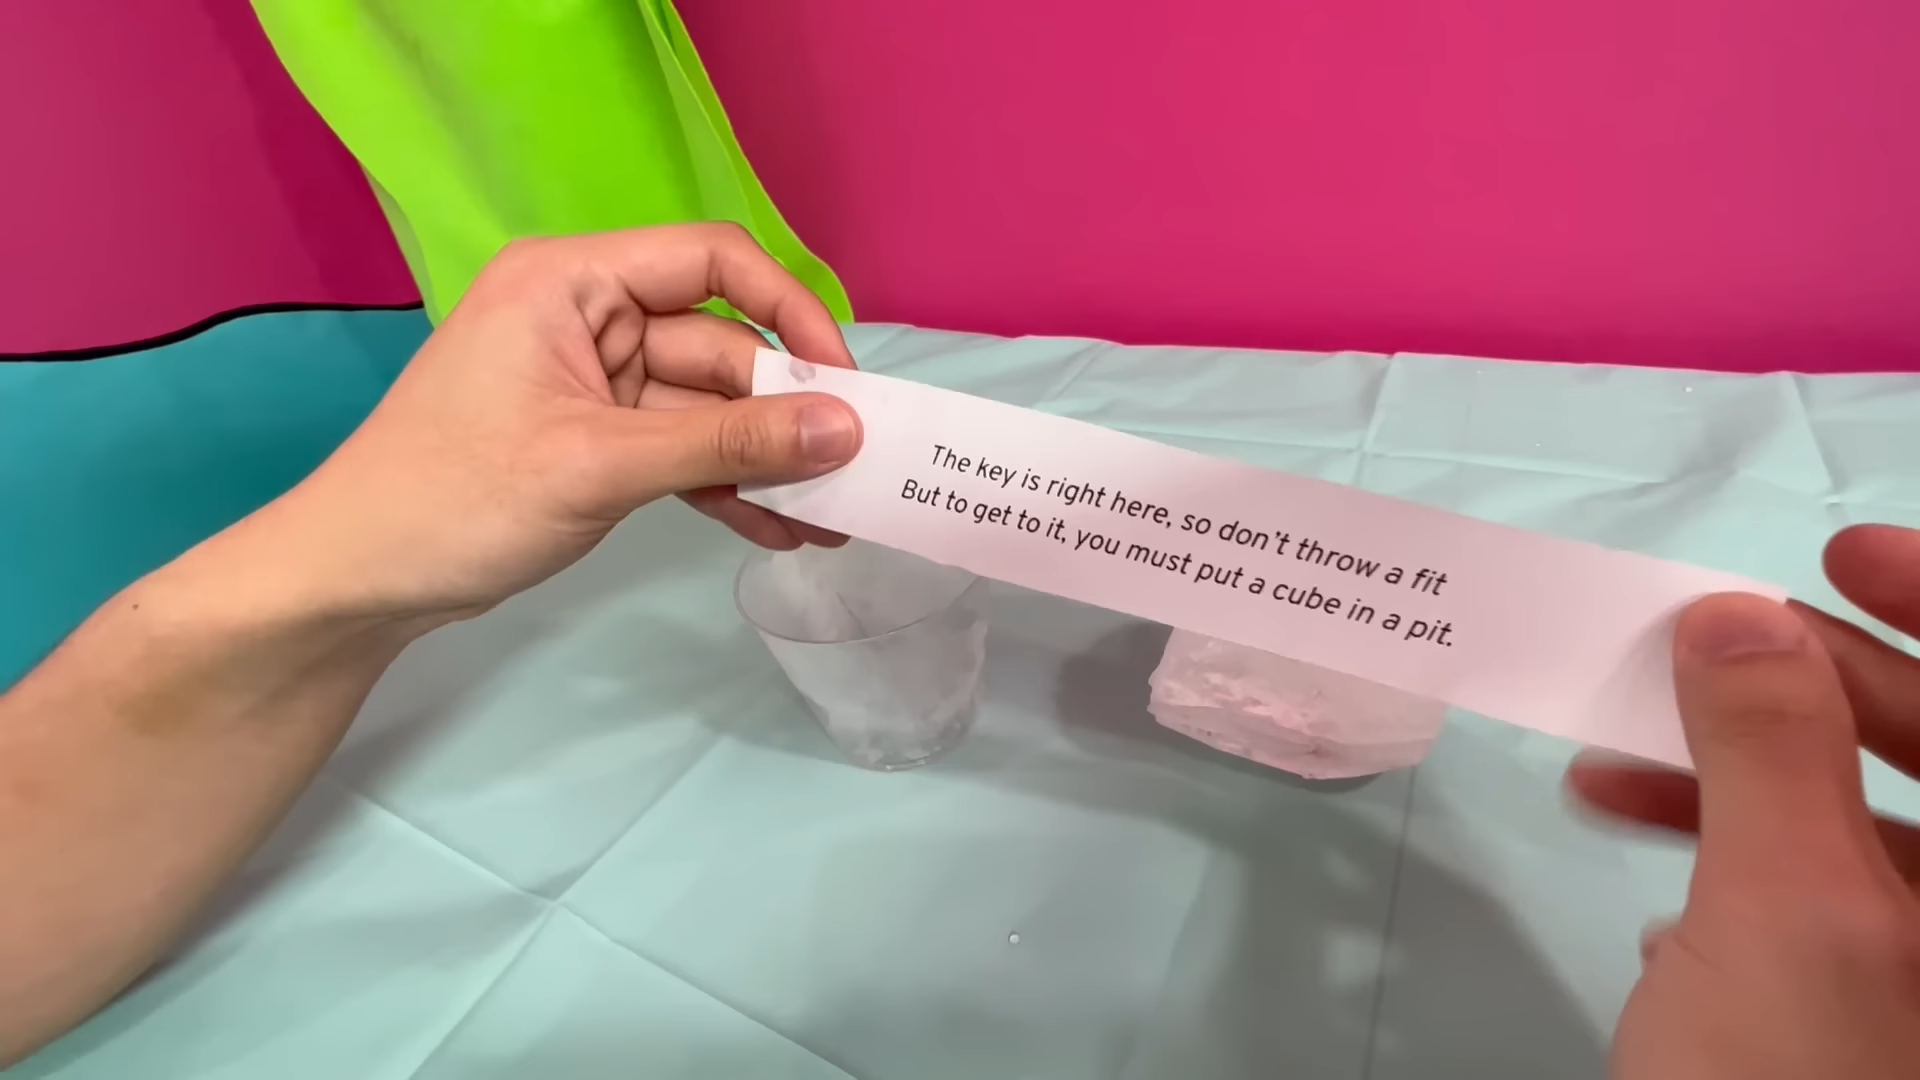 The key is right here, so don't throw a fit
But to get to it, you must put a cube in a pit.